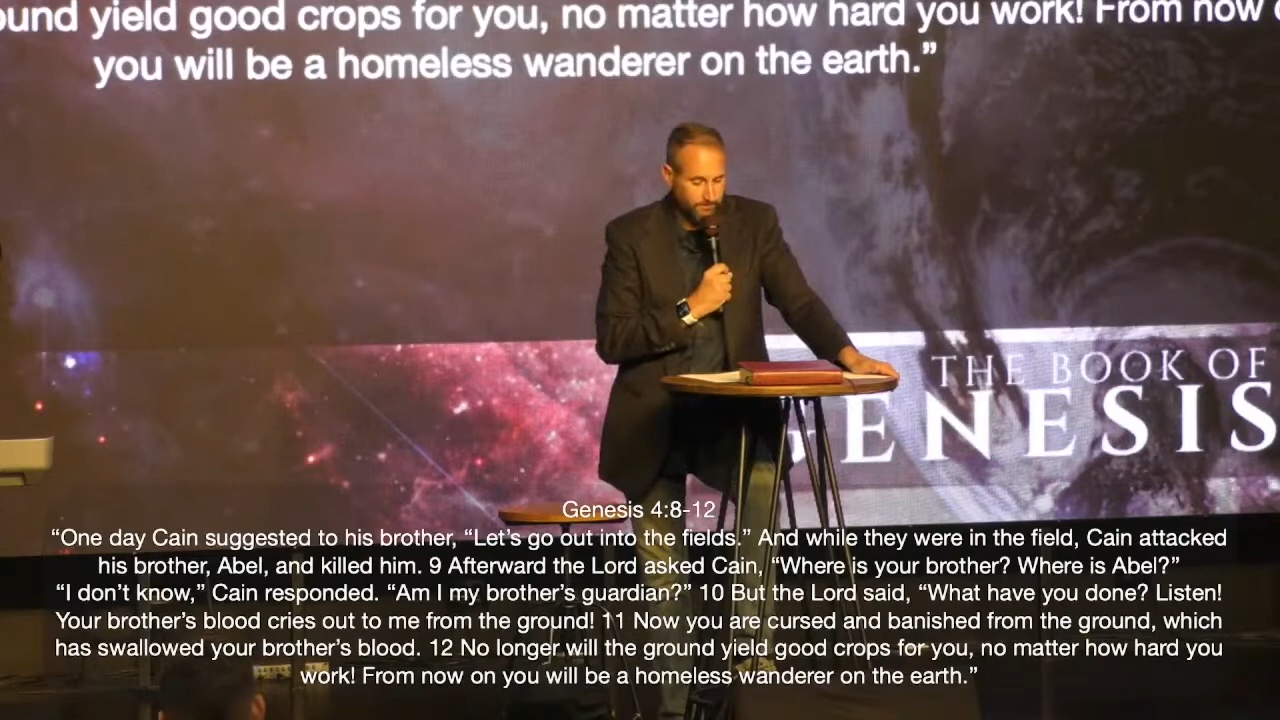 ound yield good crops for you, no matter how hard you work! From now o
you will be a homeless wanderer on the earth.”
THE BOOK OF
GENESIS
Genesis 4:8-12
“One day Cain suggested to his brother, “Let’s go out into the fields.” And while they were in the field, Cain attacked
his brother, Abel, and killed him. 9 Afterward the Lord asked Cain, “Where is your brother? Where is Abel?”
“I don’t know,” Cain responded. “Am I my brother’s guardian?” 10 But the Lord said, “What have you done? Listen!
Your brother’s blood cries out to me from the ground! 11 Now you are cursed and banished from the ground, which
has swallowed your brother’s blood. 12 No longer will the ground yield good crops for you, no matter how hard you
work! From now on you will be a homeless wanderer on the earth.”